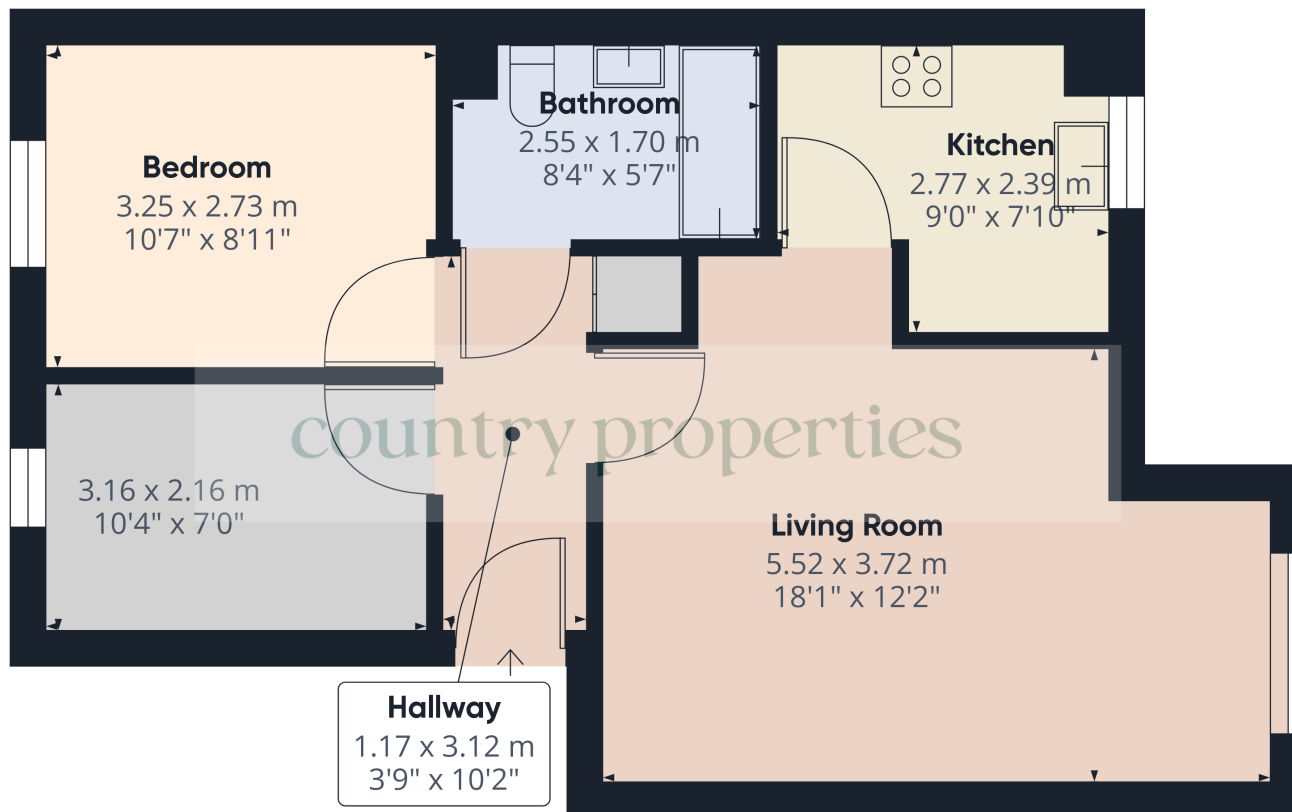 Bedroom
3.25 x 2.73 m
10'7" x 8'11"
Bathroom
2.55 x 1.70 m
8'4" x 5'7"
Kitchen
2.77 x 2.39 m
9'0" x 7'10"
country properties
3.16 x 2.16 m
10'4" x 7'0"
Living Room
5.52 x 3.72 m
18'1" x 12'2"
Hallway
1.17 x 3.12 m
3'9" x 10'2"